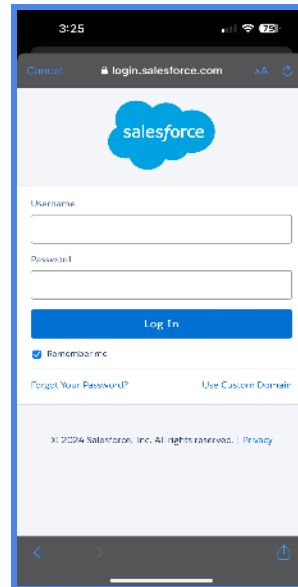 3:25 79
Cancel login.salesforce.com AA
salesforce
Username
Password
Log In
Remember me
Forgot Your Password? Use Custom Domain
© 2024 Salesforce, Inc. All rights reserved. | Privacy